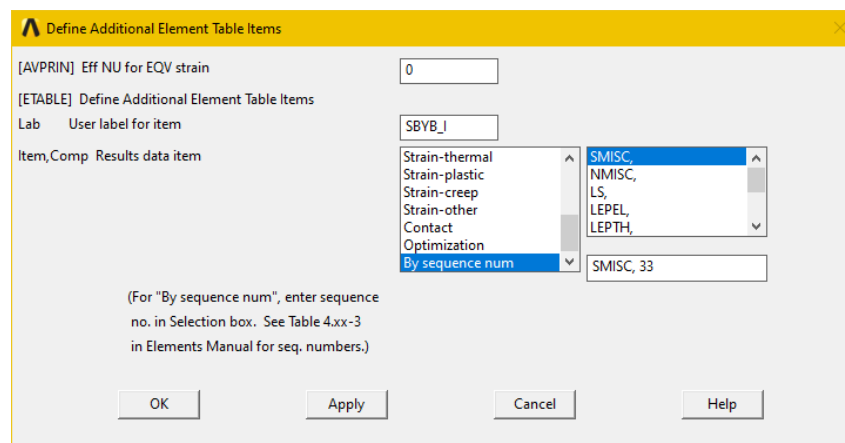 Define Additional Element Table Items
[AVPRIN] Eff NU for EQV strain
0
[ETABLE] Define Additional Element Table Items
Lab User label for item
SBYB_I
Item,Comp Results data item
Strain-thermal
Strain-plastic
Strain-creep
Strain-other
Contact
Optimization
By sequence num
SMISC,
NMISC,
LS,
LEPEL,
LEPTH,
SMISC, 33
(For "By sequence num", enter sequence
no. in Selection box. See Table 4.xx-3
in Elements Manual for seq. numbers.)
OK Apply Cancel Help